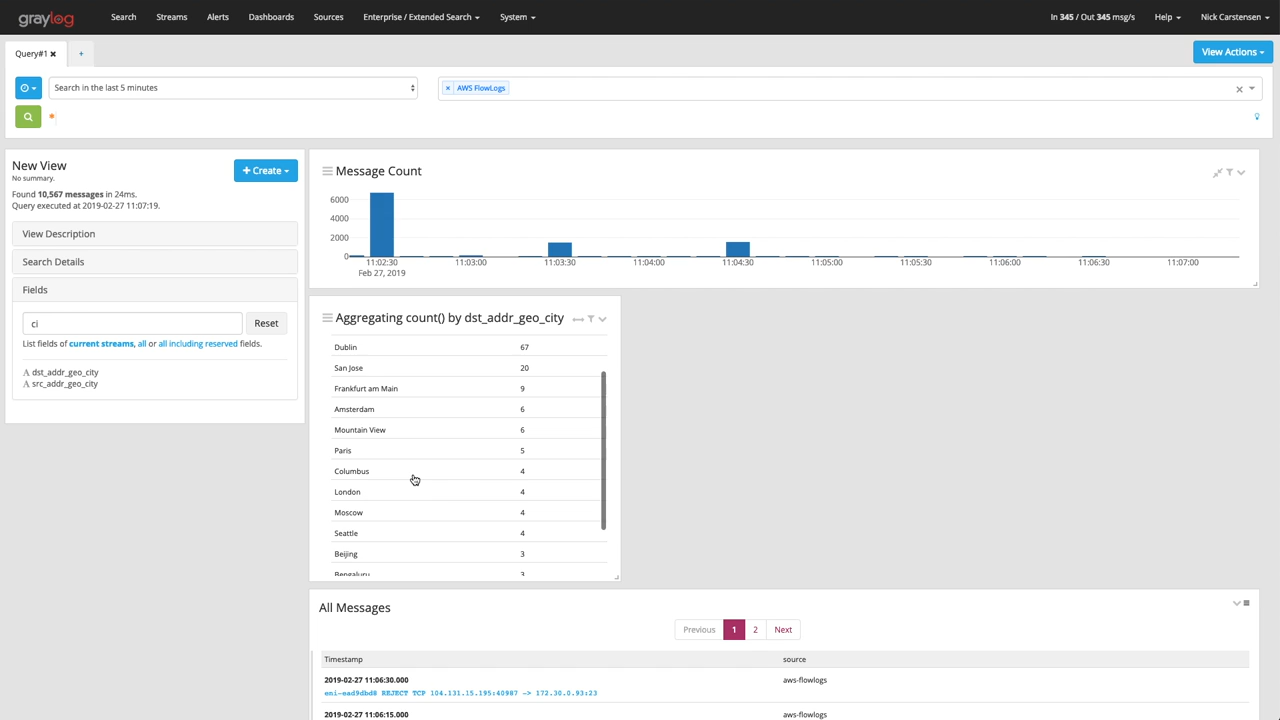 graylog Search Streams Alerts Dashboards Sources Enterprise / Extended Search System In 345 / Out 345 msg/s Help Nick Carstensen
Query#1 +
View Actions
Search in the last 5 minutes
× AWS FlowLogs
*
New View
No summary.
+ Create
Found 10,567 messages in 24ms.
Query executed at 2019-02-27 11:07:19.
View Description
Search Details
Fields
ci
Reset
List fields of current streams, all or all including reserved fields.
A dst_addr_geo_city
A src_addr_geo_city
Message Count
6000
4000
2000
0
11:02:30 11:03:00 11:03:30 11:04:00 11:04:30 11:05:00 11:05:30 11:06:00 11:06:30 11:07:00
Feb 27, 2019
Aggregating count() by dst_addr_geo_city
Dublin 67
San Jose 20
Frankfurt am Main 9
Amsterdam 6
Mountain View 6
Paris 5
Columbus 4
London 4
Moscow 4
Seattle 4
Beijing 3
Bengaluru 3
All Messages
Previous 1 2 Next
Timestamp source
2019-02-27 11:06:30.000 aws-flowlogs
eni-ead9dbd8 REJECT TCP 104.131.15.195:40987 -> 172.30.0.93:23
2019-02-27 11:06:15.000 aws-flowlogs